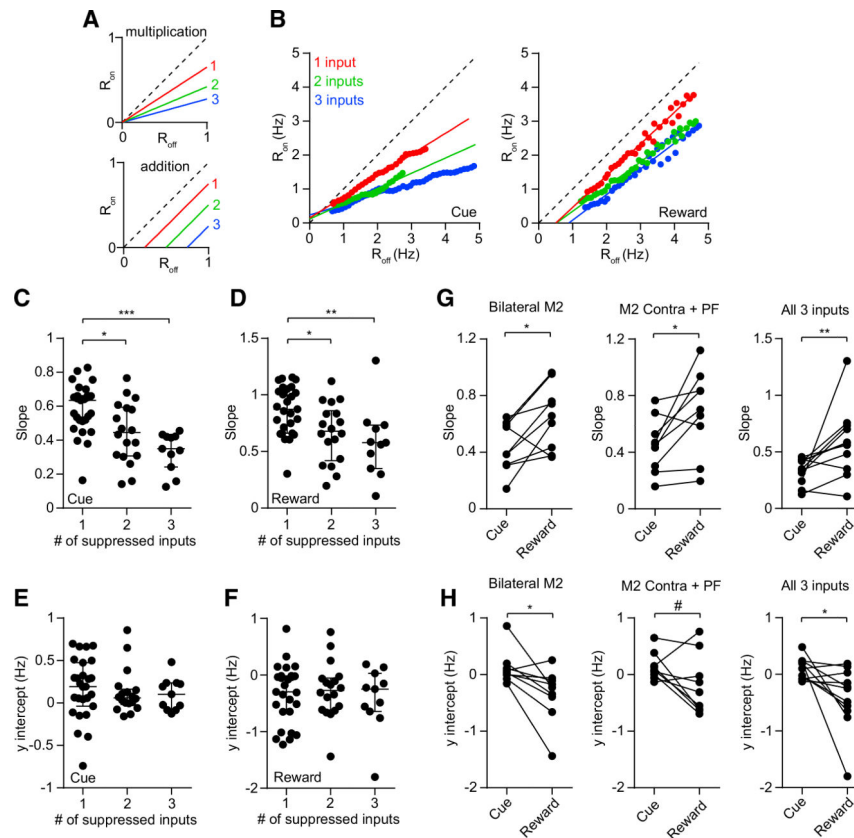 A
multiplication
1
R_on
1
2
3
0
0
R_off
1
addition
1
R_on
1
2
3
0
0
R_off
1
B
5
4
3
2
1
0
R_on (Hz)
1 input
2 inputs
3 inputs
Cue
0 1 2 3 4 5
R_off (Hz)
5
4
3
2
1
0
R_on (Hz)
Reward
0 1 2 3 4 5
R_off (Hz)
C
***
*
1.0
0.8
0.6
0.4
0.2
0
Slope
Cue
1 2 3
# of suppressed inputs
D
**
*
1.5
1.0
0.5
0
Slope
Reward
1 2 3
# of suppressed inputs
G
Bilateral M2
*
1.2
0.8
0.4
0
Slope
Cue
Reward
M2 Contra + PF
*
1.2
0.8
0.4
0
Slope
Cue
Reward
All 3 inputs
**
1.5
1
0.5
0
Slope
Cue
Reward
E
1
0.5
0
-0.5
-1
y intercept (Hz)
Cue
1 2 3
# of suppressed inputs
F
1
0
-1
-2
y intercept (Hz)
Reward
1 2 3
# of suppressed inputs
H
Bilateral M2
*
1
0
-1
-2
y intercept (Hz)
Cue
Reward
M2 Contra + PF
#
1
0
-1
-2
y intercept (Hz)
Cue
Reward
All 3 inputs
*
1
0
-1
-2
y intercept (Hz)
Cue
Reward